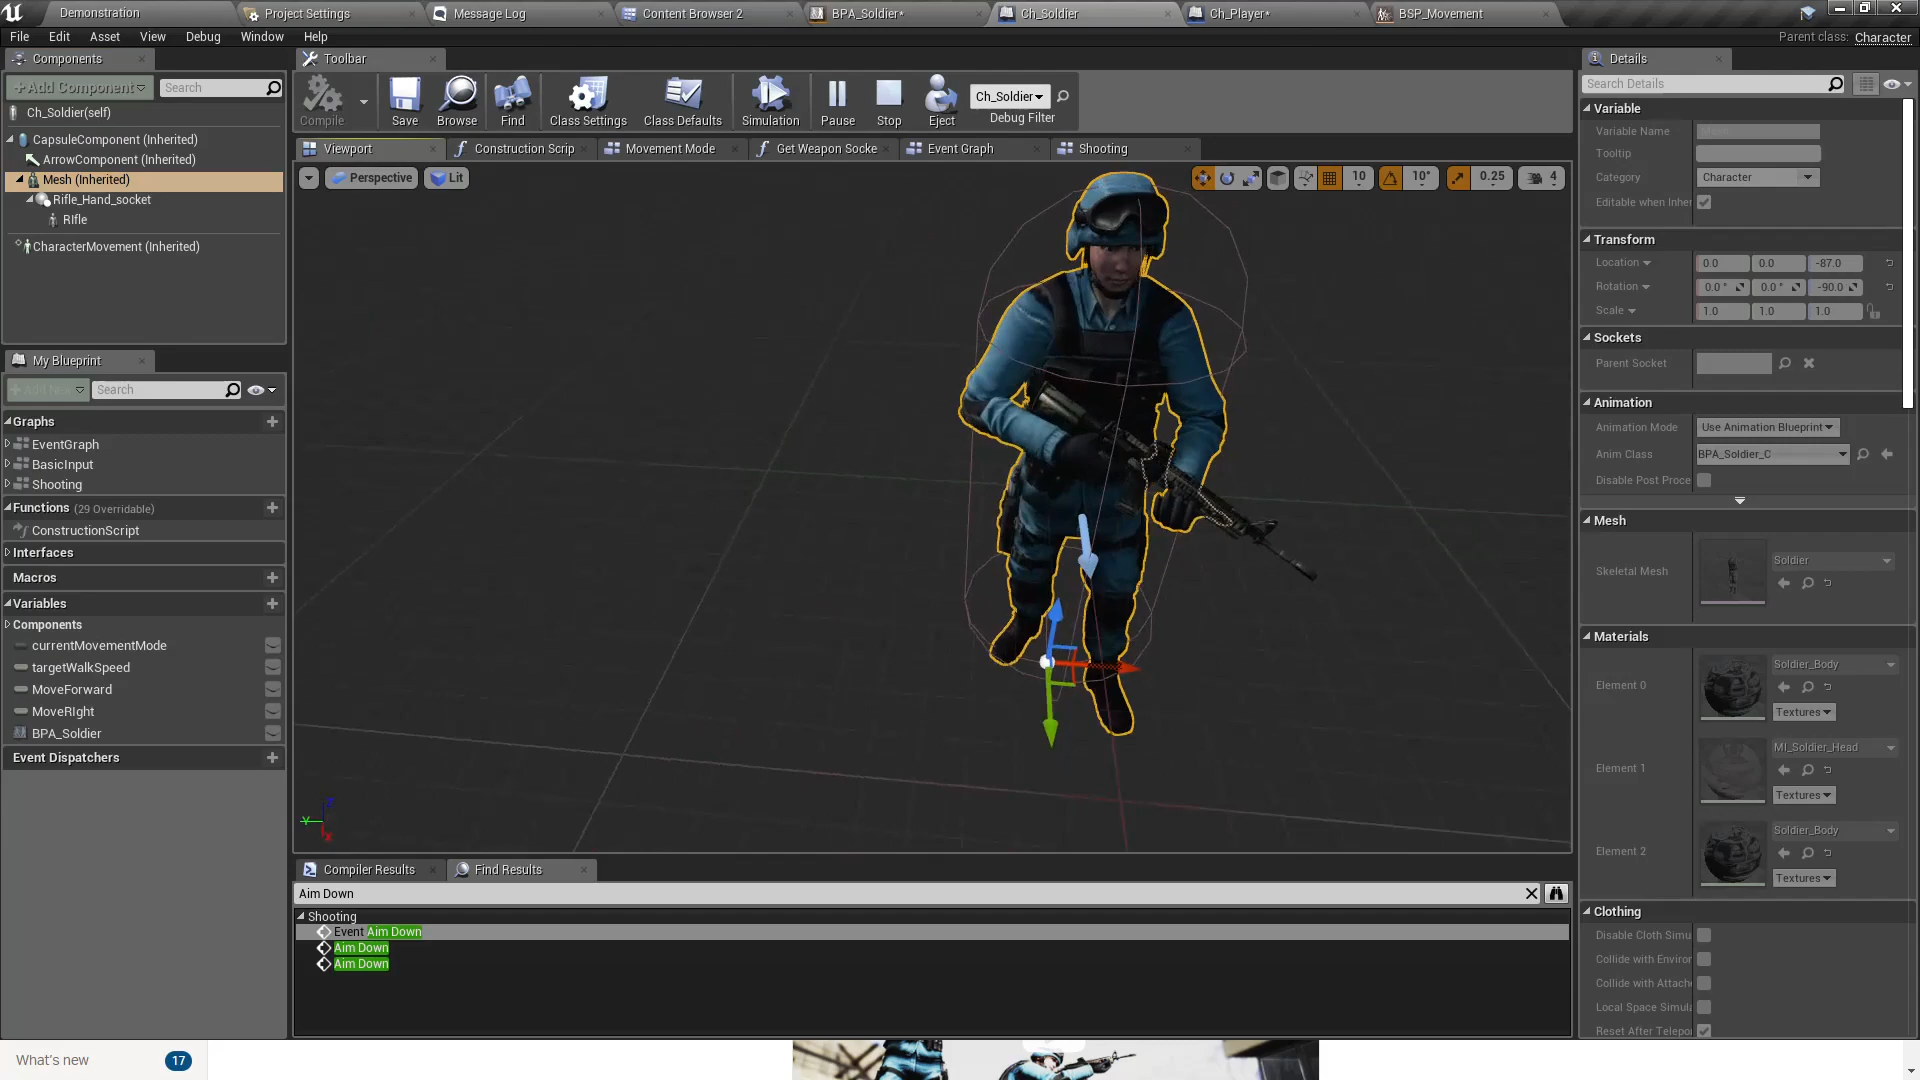 Demonstration
Project Settings
Message Log
Content Browser 2
BPA_Soldier*
Ch_Soldier
Ch_Player*
BSP_Movement
File Edit Asset View Debug Window Help
Parent class: Character
Components
+Add Component
Search
Ch_Soldier(self)
CapsuleComponent (Inherited)
ArrowComponent (Inherited)
Mesh (Inherited)
Rifle_Hand_socket
RIfle
CharacterMovement (Inherited)
My Blueprint
Search
Graphs
EventGraph
BasicInput
Shooting
Functions (29 Overridable)
ConstructionScript
Interfaces
Macros
Variables
Components
currentMovementMode
targetWalkSpeed
MoveForward
MoveRIght
BPA_Soldier
Event Dispatchers
Toolbar
Compile
Save
Browse
Find
Class Settings
Class Defaults
Simulation
Pause
Stop
Eject
Ch_Soldier
Debug Filter
Viewport
Construction Scrip
Movement Mode
Get Weapon Socke
Event Graph
Shooting
Perspective
Lit
10
10°
0.25
4
Z
Y
X
Compiler Results
Find Results
Aim Down
Shooting
Event Aim Down
Aim Down
Aim Down
Details
Search Details
Variable
Variable Name
Tooltip
Category Character
Editable when Inher
Transform
Location 0.0 0.0 -87.0
Rotation 0.0 ° 0.0 ° -90.0
Scale 1.0 1.0 1.0
Sockets
Parent Socket
Animation
Animation Mode Use Animation Blueprint
Anim Class BPA_Soldier_C
Disable Post Proce
Mesh
Skeletal Mesh Soldier
Materials
Element 0 Soldier_Body
Textures
Element 1 MI_Soldier_Head
Textures
Element 2 Soldier_Body
Textures
Clothing
Disable Cloth Simu
Collide with Enviror
Collide with Attache
Local Space Simula
Reset After Telepor
What's new 17